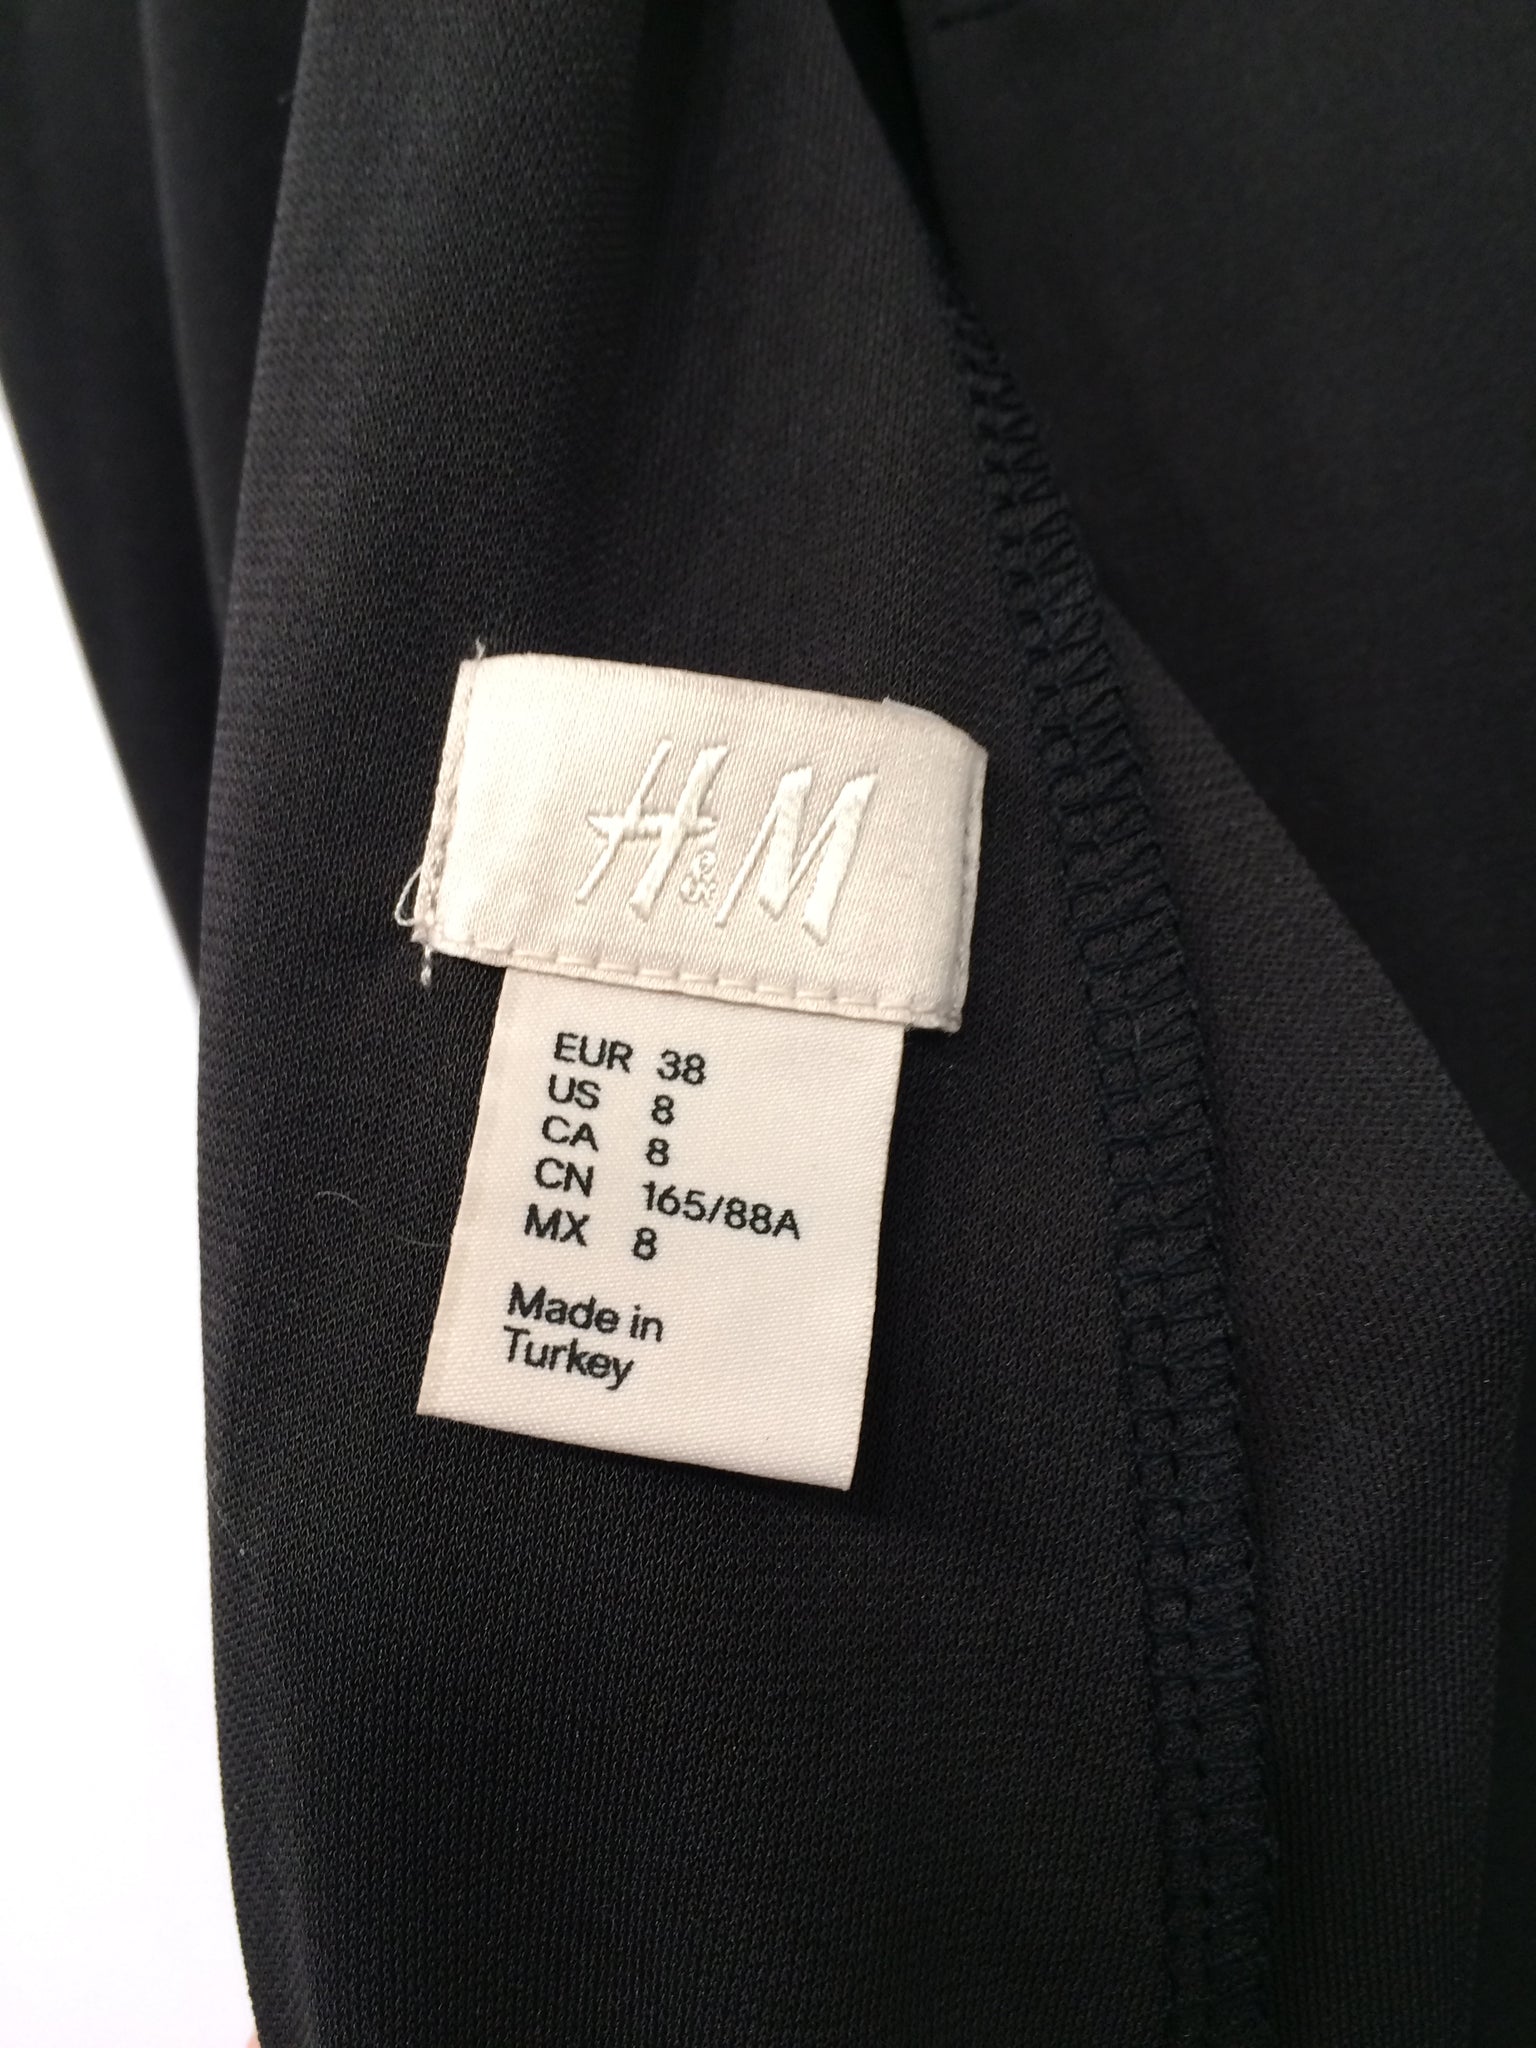 H&M
EUR 38
US 8
CA 8
CN 165/88A
MX 8
Made in
Turkey